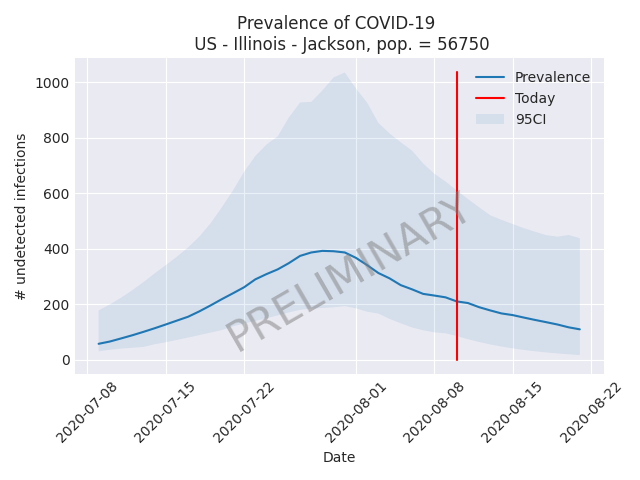 Prevalence of COVID-19
US - Illinois - Jackson, pop. = 56750
Prevalence
Today
95CI
PRELIMINARY
# undetected infections
1000
800
600
400
200
0
2020-07-08
2020-07-15
2020-07-22
2020-08-01
2020-08-08
2020-08-15
2020-08-22
Date